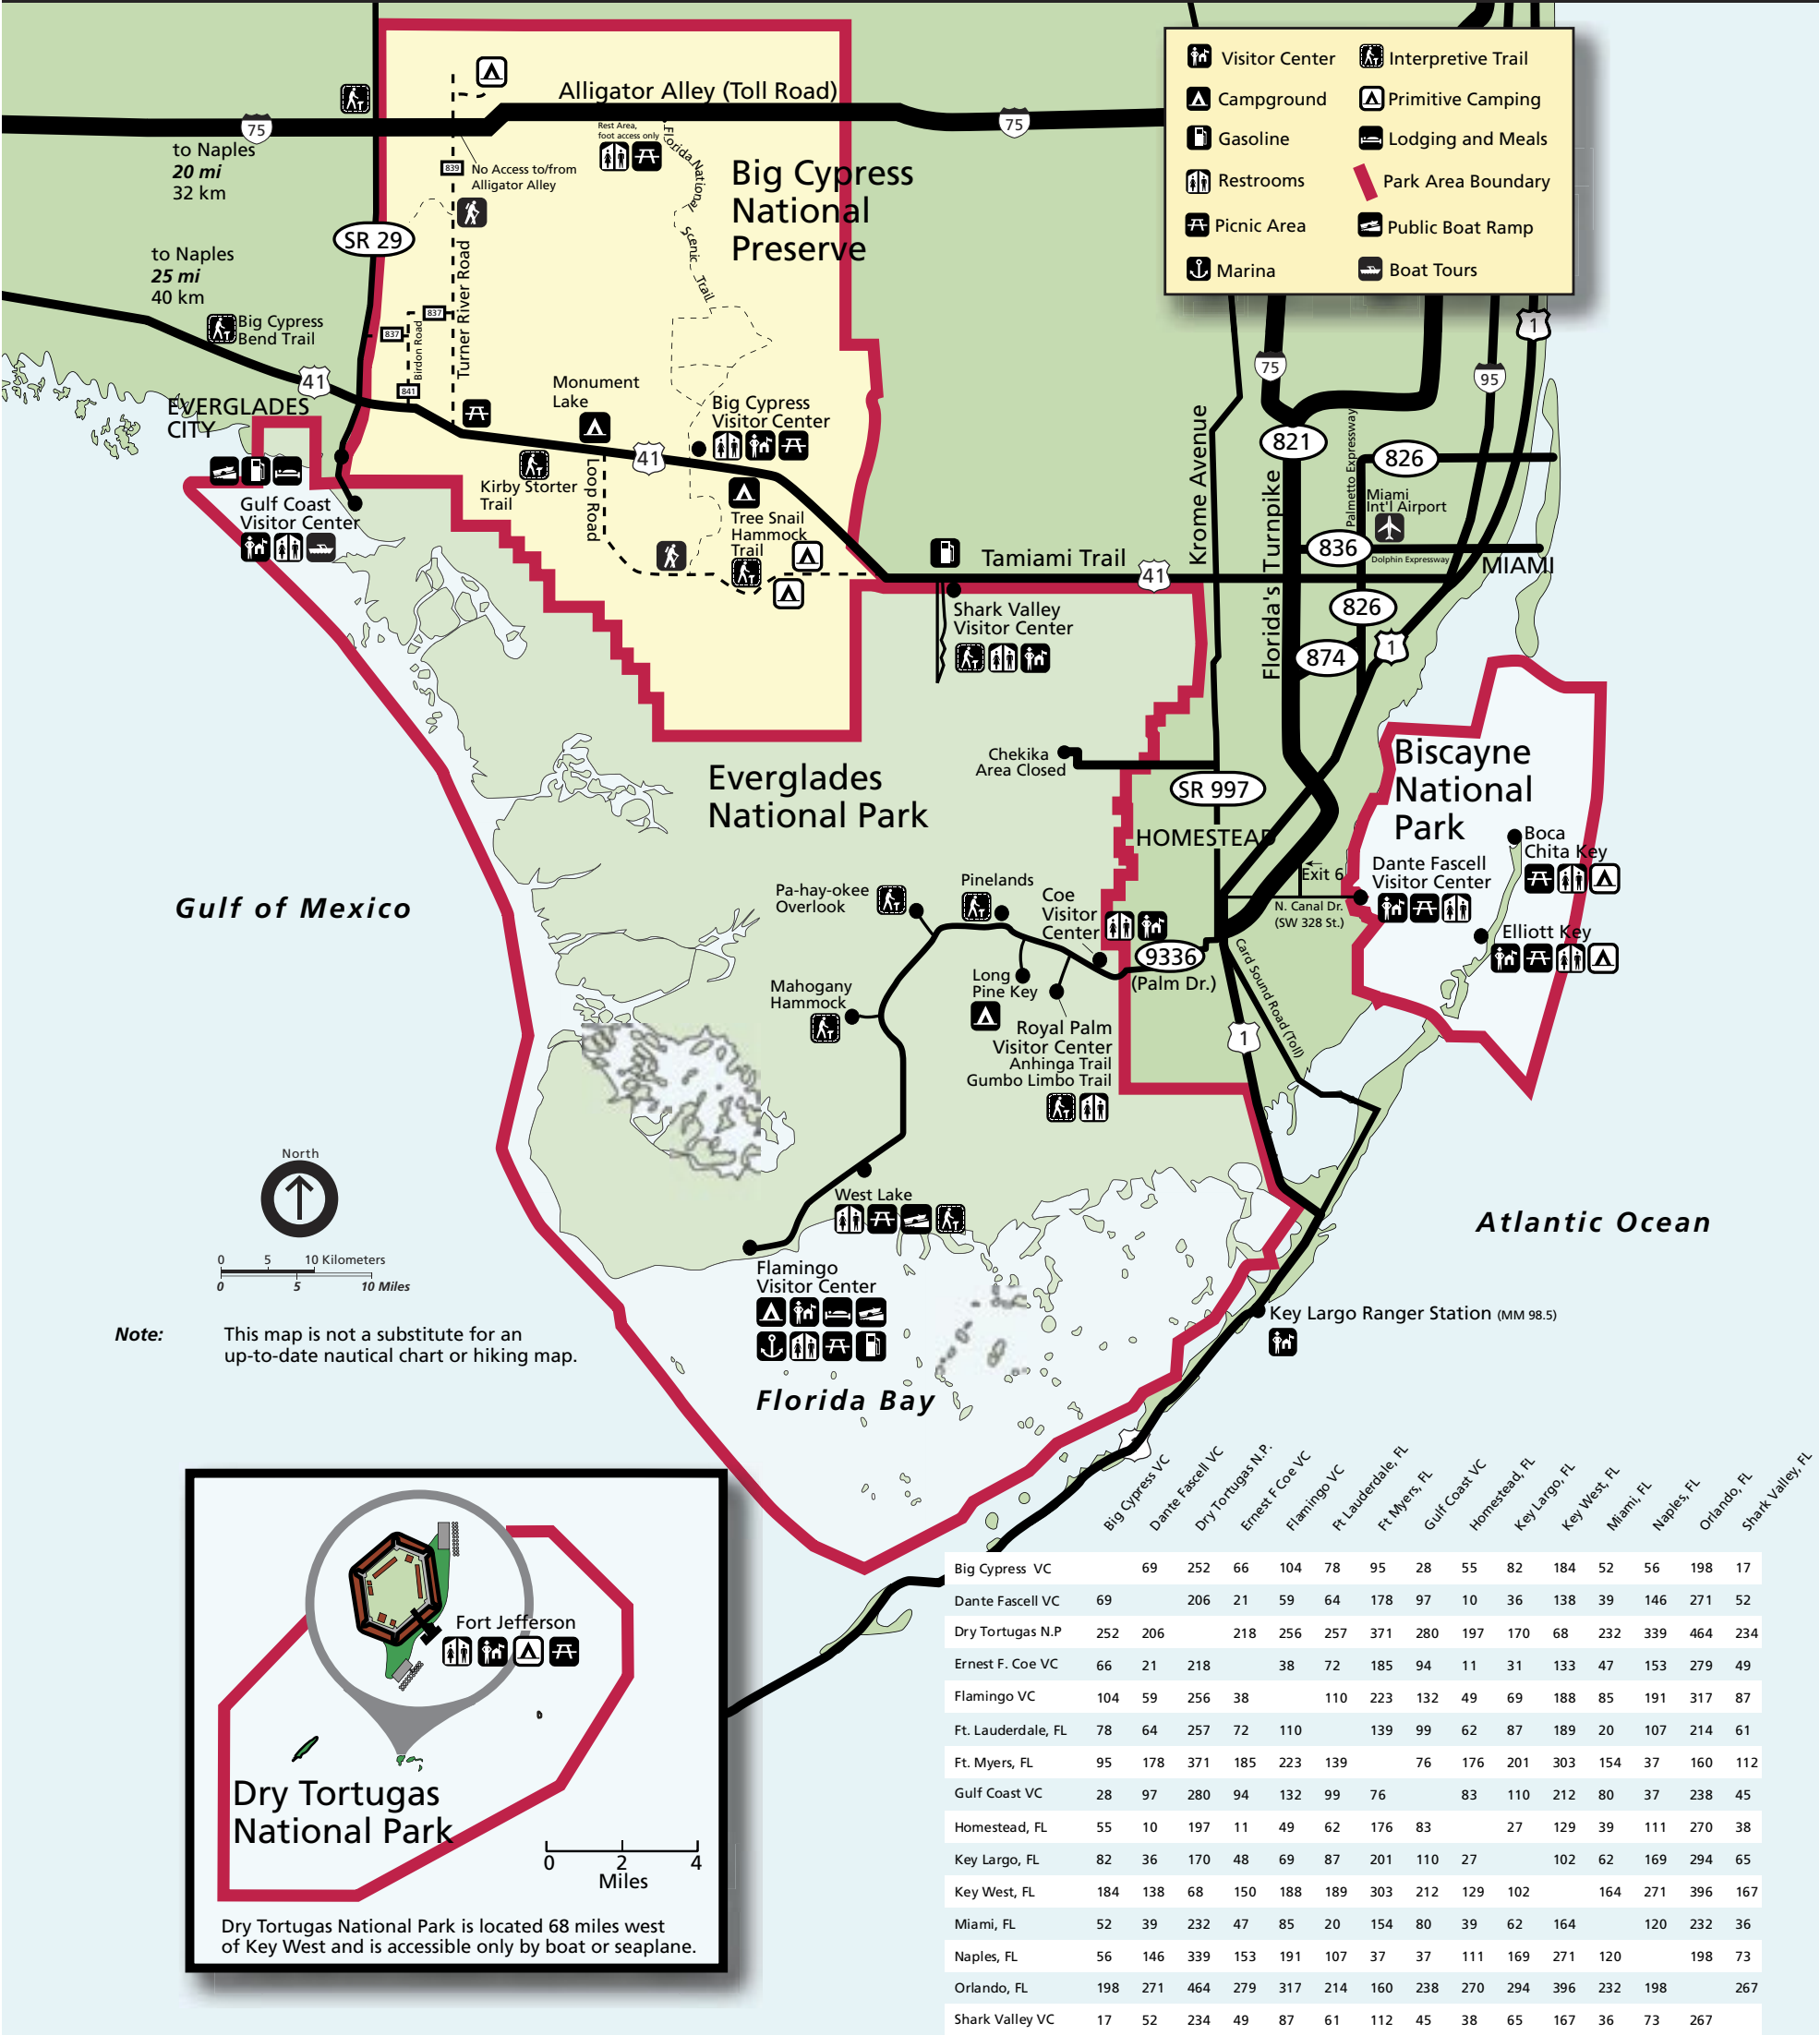 Visitor Center
Interpretive Trail
Campground
Primitive Camping
Gasoline
Lodging and Meals
Restrooms
Park Area Boundary
Picnic Area
Public Boat Ramp
Marina
Boat Tours
Alligator Alley (Toll Road)
75
75
to Naples
20 mi
32 km
Rest Area,
foot access only
Florida National Scenic Trail
839
No Access to/from
Alligator Alley
Big Cypress
National
Preserve
SR 29
to Naples
25 mi
40 km
Turner River Road
837
837
Birdon Road
841
Big Cypress
Bend Trail
41
EVERGLADES
CITY
Monument
Lake
Big Cypress
Visitor Center
41
Kirby Storter
Trail
Loop Road
Tree Snail
Hammock
Trail
Gulf Coast
Visitor Center
Tamiami Trail
41
Shark Valley
Visitor Center
1
75
95
Krome Avenue
821
Palmetto Expressway
826
Florida's Turnpike
Miami
Int'l Airport
836
Dolphin Expressway
MIAMI
826
874
1
Chekika
Area Closed
SR 997
HOMESTEAD
Everglades
National Park
Biscayne
National
Park
Boca
Chita Key
Dante Fascell
Visitor Center
Exit 6
N. Canal Dr.
(SW 328 St.)
Elliott Key
Gulf of Mexico
Pa-hay-okee
Overlook
Pinelands
Coe
Visitor
Center
9336
(Palm Dr.)
Card Sound Road (Toll)
Long
Pine Key
Mahogany
Hammock
Royal Palm
Visitor Center
Anhinga Trail
Gumbo Limbo Trail
1
North
0 5 10 Kilometers
0 5 10 Miles
West Lake
Atlantic Ocean
Flamingo
Visitor Center
Key Largo Ranger Station (MM 98.5)
Note: This map is not a substitute for an
up-to-date nautical chart or hiking map.
Florida Bay
Fort Jefferson
Dry Tortugas
National Park
0 2 4
Miles
Dry Tortugas National Park is located 68 miles west
of Key West and is accessible only by boat or seaplane.
Big Cypress VC Dante Fascell VC Dry Tortugas N.P. Ernest F Coe VC Flamingo VC Ft Lauderdale, FL Ft Myers, FL Gulf Coast VC Homestead, FL Key Largo, FL Key West, FL Miami, FL Naples, FL Orlando, FL Shark Valley, FL
Big Cypress VC 69 252 66 104 78 95 28 55 82 184 52 56 198 17
Dante Fascell VC 69 206 21 59 64 178 97 10 36 138 39 146 271 52
Dry Tortugas N.P 252 206 218 256 257 371 280 197 170 68 232 339 464 234
Ernest F. Coe VC 66 21 218 38 72 185 94 11 31 133 47 153 279 49
Flamingo VC 104 59 256 38 110 223 132 49 69 188 85 191 317 87
Ft. Lauderdale, FL 78 64 257 72 110 139 99 62 87 189 20 107 214 61
Ft. Myers, FL 95 178 371 185 223 139 76 176 201 303 154 37 160 112
Gulf Coast VC 28 97 280 94 132 99 76 83 110 212 80 37 238 45
Homestead, FL 55 10 197 11 49 62 176 83 27 129 39 111 270 38
Key Largo, FL 82 36 170 48 69 87 201 110 27 102 62 169 294 65
Key West, FL 184 138 68 150 188 189 303 212 129 102 164 271 396 167
Miami, FL 52 39 232 47 85 20 154 80 39 62 164 120 232 36
Naples, FL 56 146 339 153 191 107 37 37 111 169 271 120 198 73
Orlando, FL 198 271 464 279 317 214 160 238 270 294 396 232 198 267
Shark Valley VC 17 52 234 49 87 61 112 45 38 65 167 36 73 267